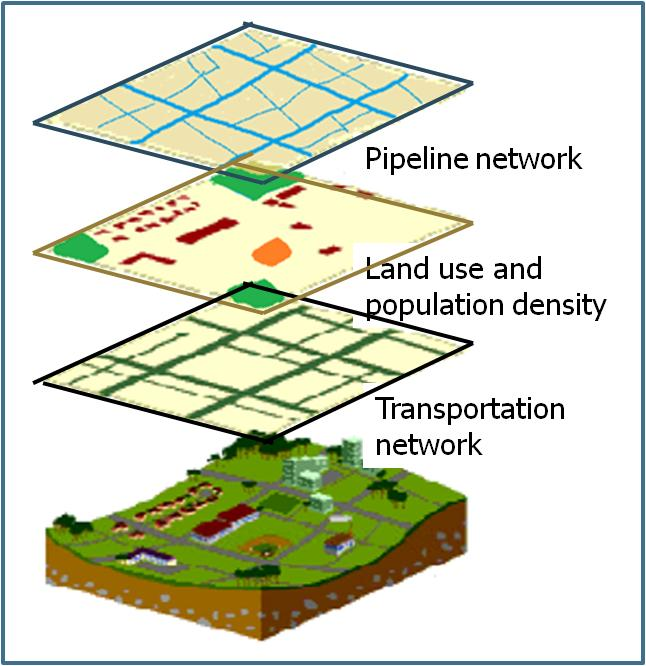 Pipeline network
Land use and
population density
Transportation
network